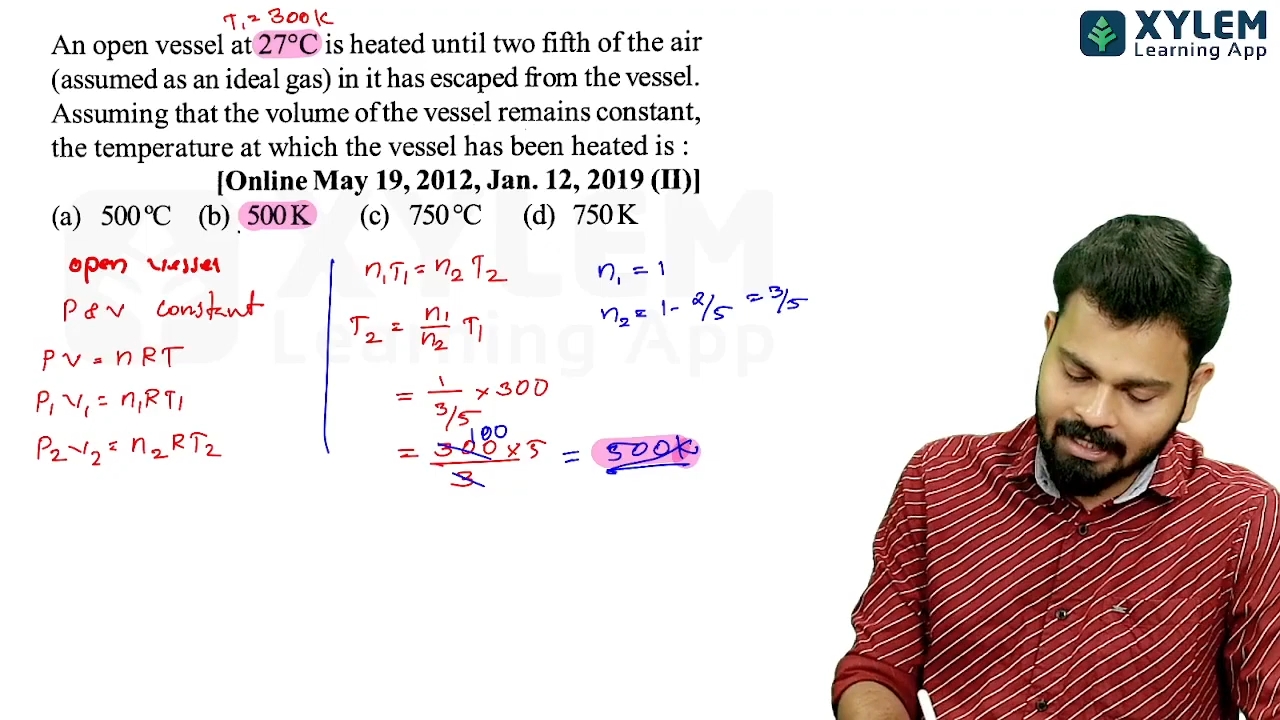 T₁ = 300K
An open vessel at 27°C is heated until two fifth of the air
(assumed as an ideal gas) in it has escaped from the vessel.
Assuming that the volume of the vessel remains constant,
the temperature at which the vessel has been heated is :
[Online May 19, 2012, Jan. 12, 2019 (II)]
(a) 500ºC (b) 500 K (c) 750°C (d) 750 K
open vessel
P & V constant
PV = nRT
P₁V₁ = n₁RT₁
P₂V₂ = n₂RT₂
n₁T₁ = n₂T₂
T₂ = n₁/n₂ T₁
= 1/(3/5) × 300
100
= 300 × 5 / 3 = 500K
n₁ = 1
n₂ = 1 - 2/5 = 3/5
XYLEM
Learning App
XYLEM
Learning App